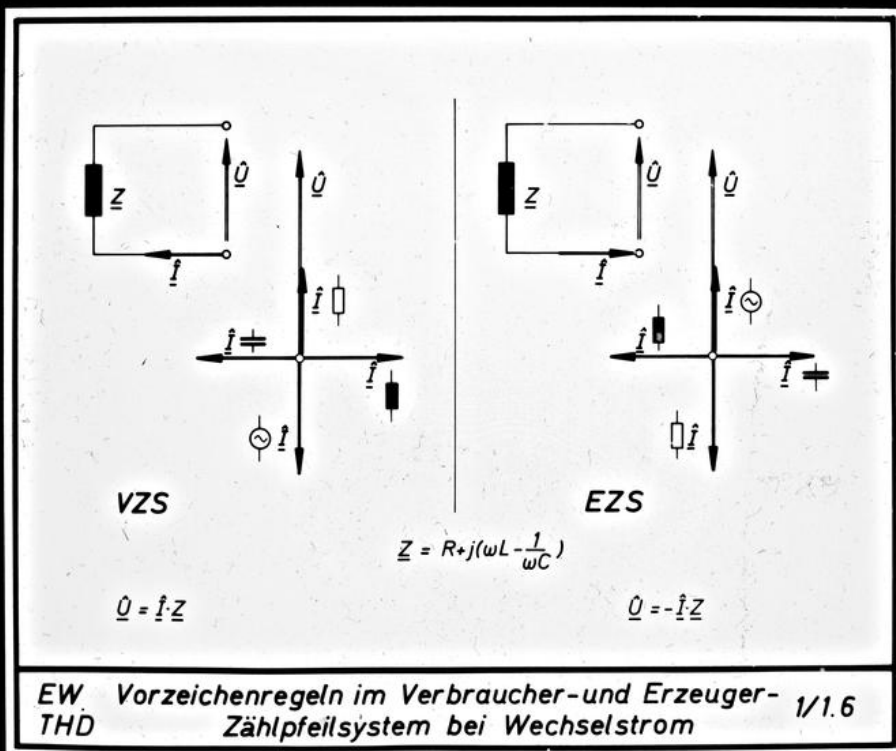 Z
Û
Î
Û
Î
Î
Î
Î
VZS
Z
Û
Î
Û
Î
Î
Î
Î
EZS
Z = R+j(ωL-1/ωC)
Û = Î·Z
Û = -Î·Z
EW Vorzeichenregeln im Verbraucher-und Erzeuger- 1/1.6
THD Zählpfeilsystem bei Wechselstrom